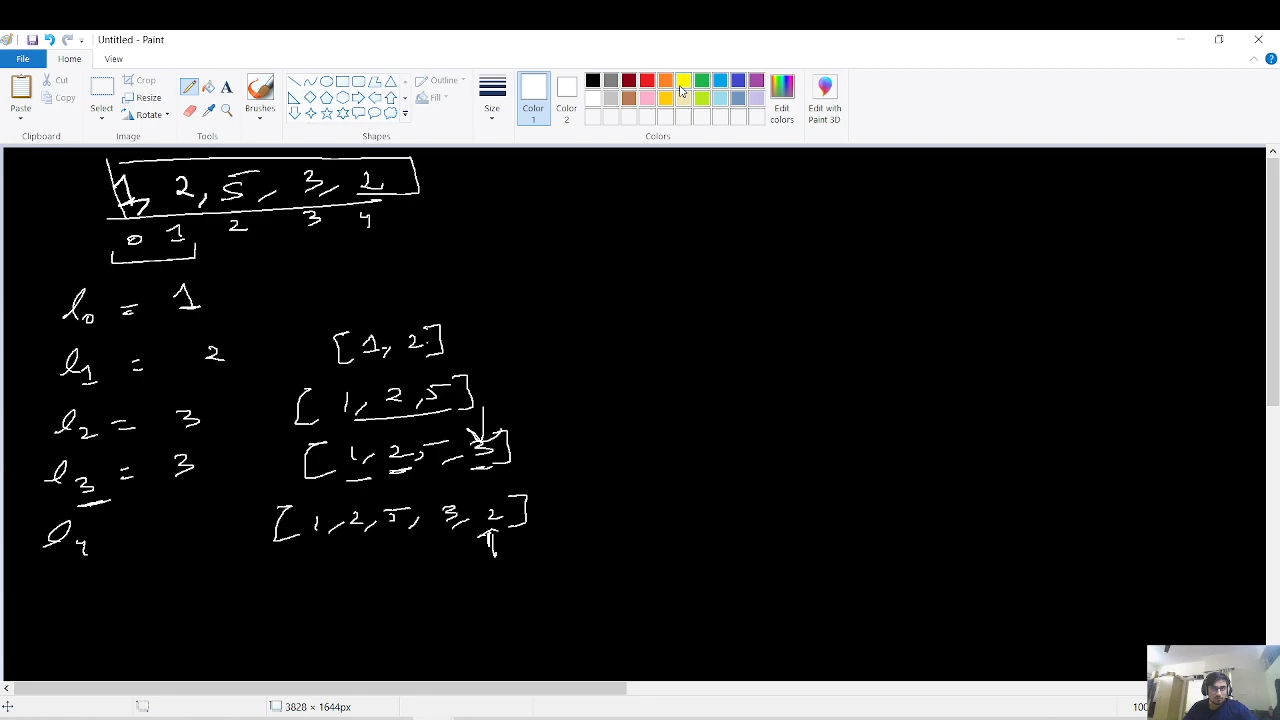 Untitled - Paint
File Home View
Cut
Copy
Paste
Clipboard
Crop
Resize
Rotate
Select
Image
Tools
Brushes
Outline
Fill
Shapes
Size
Color 1
Color 2
Edit colors
Colors
Edit with Paint 3D
1, 2, 5, 3, 2
0 1 2 3 4
l0 = 1
l1 = 2 [1, 2]
l2 = 3 [1, 2, 5]
l3 = 3 [1, 2, 5, 3]
l4 [1, 2, 5, 3, 2]
3828 × 1644px
100